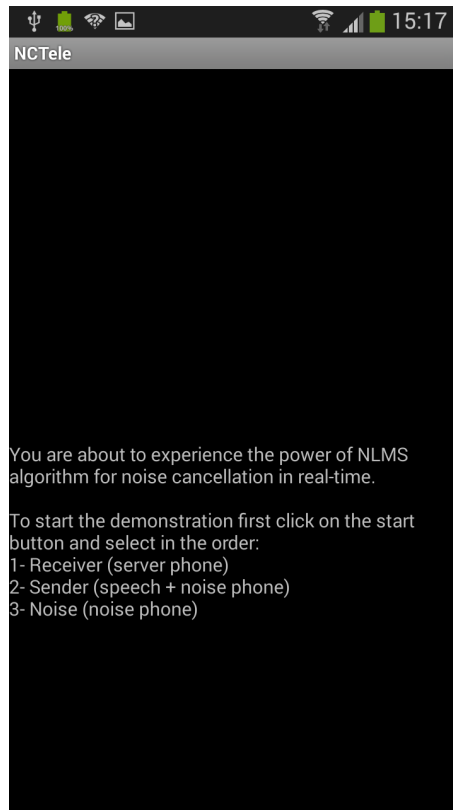 15:17
NCTele
You are about to experience the power of NLMS
algorithm for noise cancellation in real-time.
To start the demonstration first click on the start
button and select in the order:
1- Receiver (server phone)
2- Sender (speech + noise phone)
3- Noise (noise phone)